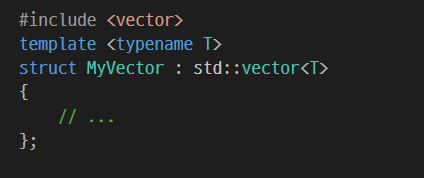 #include <vector>
template <typename T>
struct MyVector : std::vector<T>
{
    // ...
};